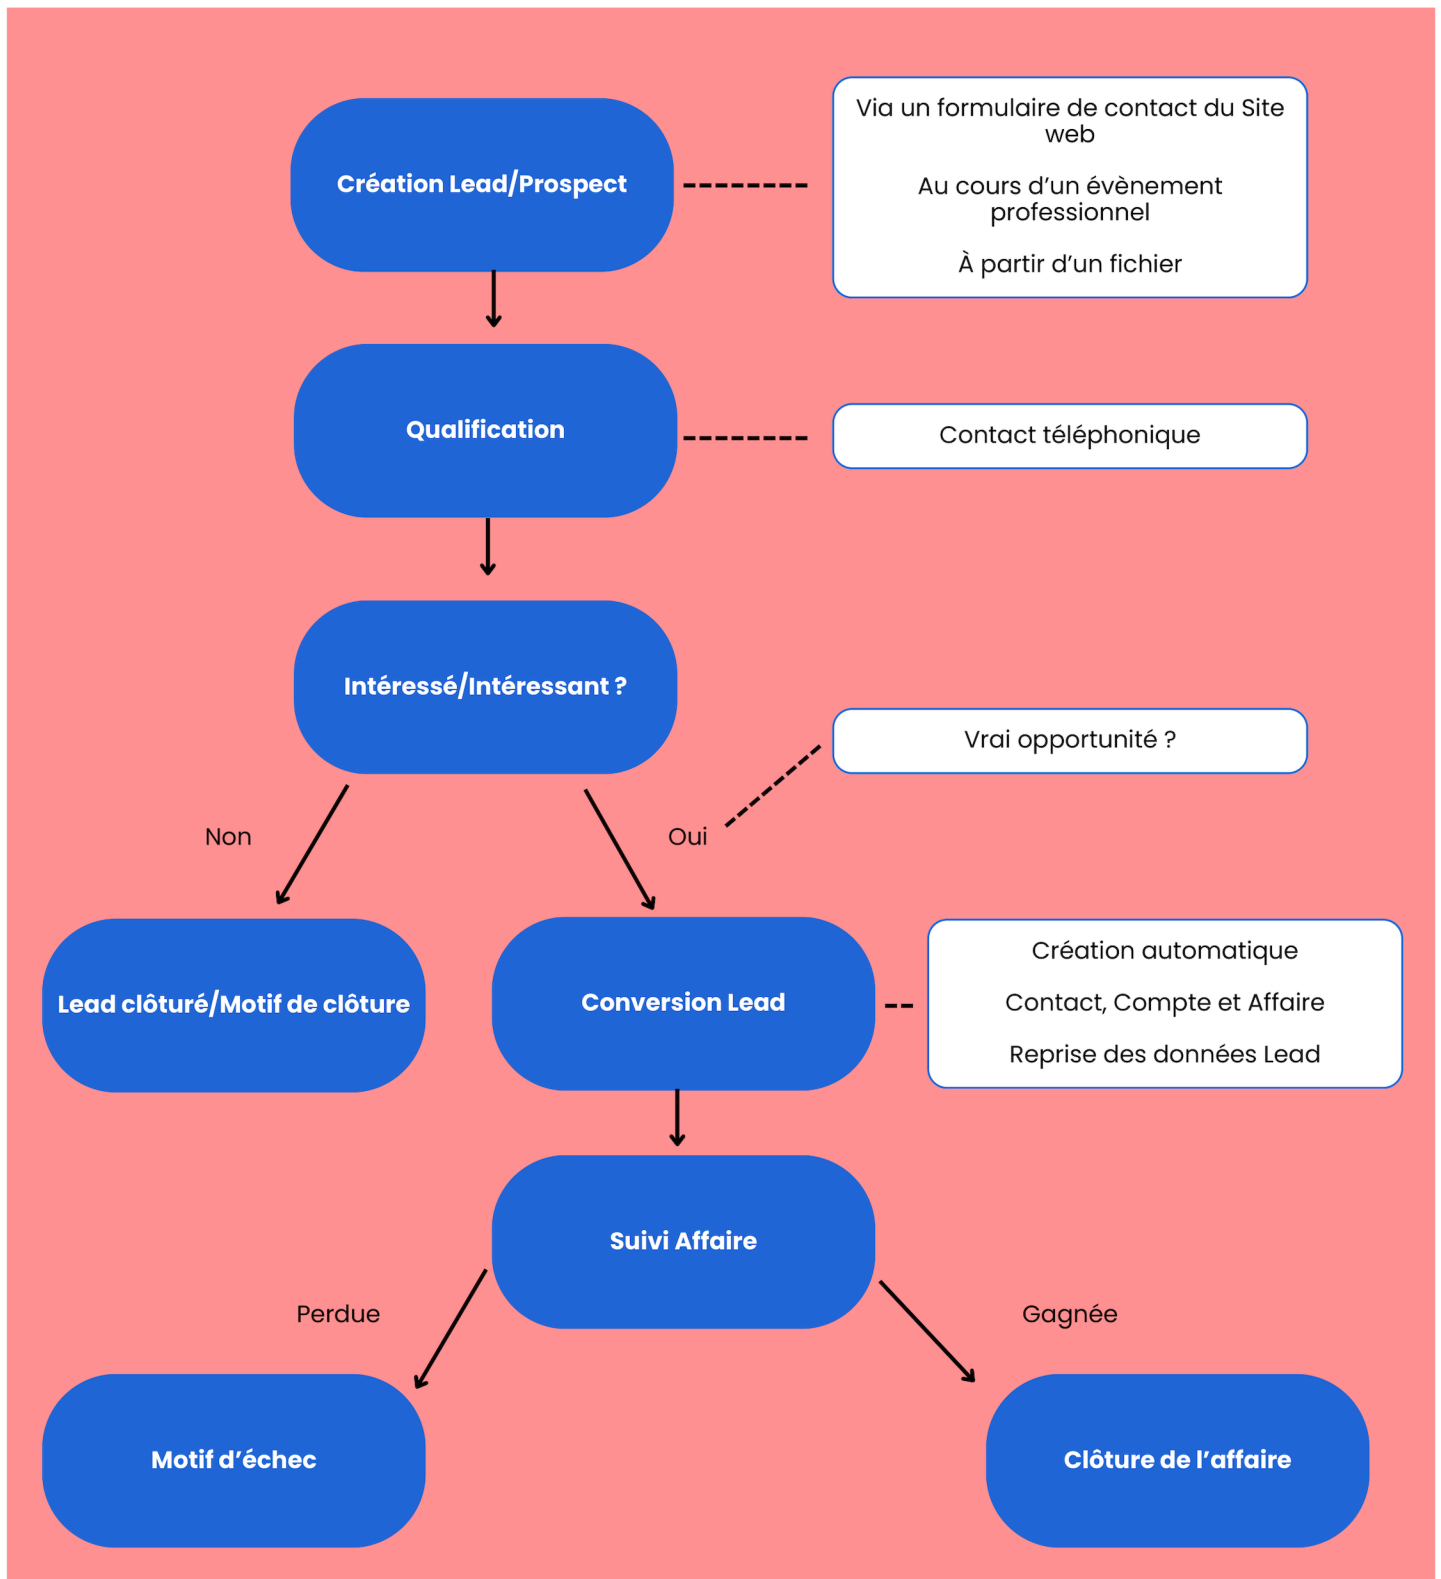 Création Lead/Prospect
Via un formulaire de contact du Site
web
Au cours d’un évènement
professionnel
À partir d’un fichier
Qualification
Contact téléphonique
Intéressé/Intéressant ?
Vrai opportunité ?
Non
Oui
Lead clôturé/Motif de clôture
Conversion Lead
Création automatique
Contact, Compte et Affaire
Reprise des données Lead
Suivi Affaire
Perdue
Gagnée
Motif d’échec
Clôture de l’affaire